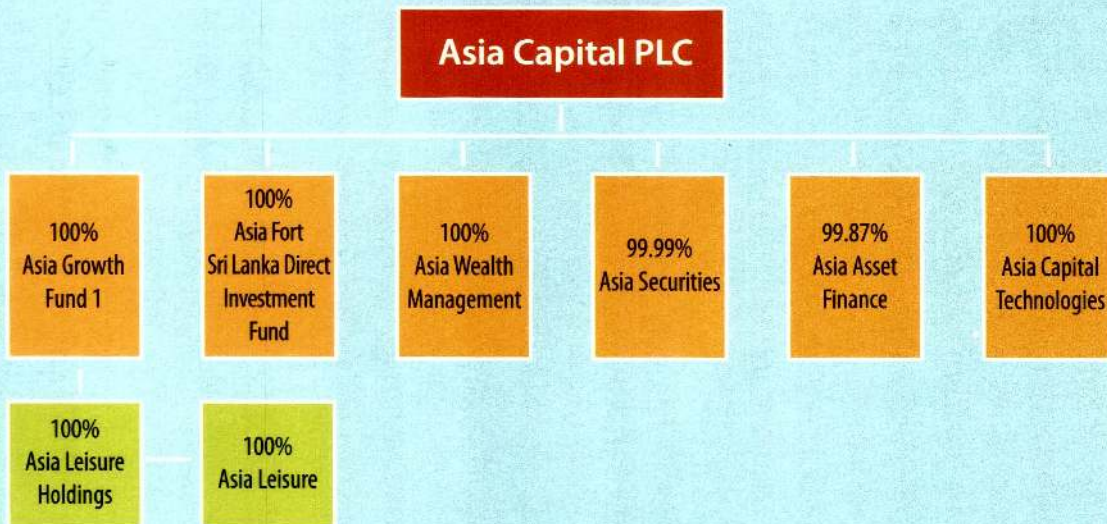 Asia Capital PLC
100%
Asia Growth
Fund 1
100%
Asia Fort
Sri Lanka Direct
Investment
Fund
100%
Asia Wealth
Management
99.99%
Asia Securities
99.87%
Asia Asset
Finance
100%
Asia Capital
Technologies
100%
Asia Leisure
Holdings
100%
Asia Leisure